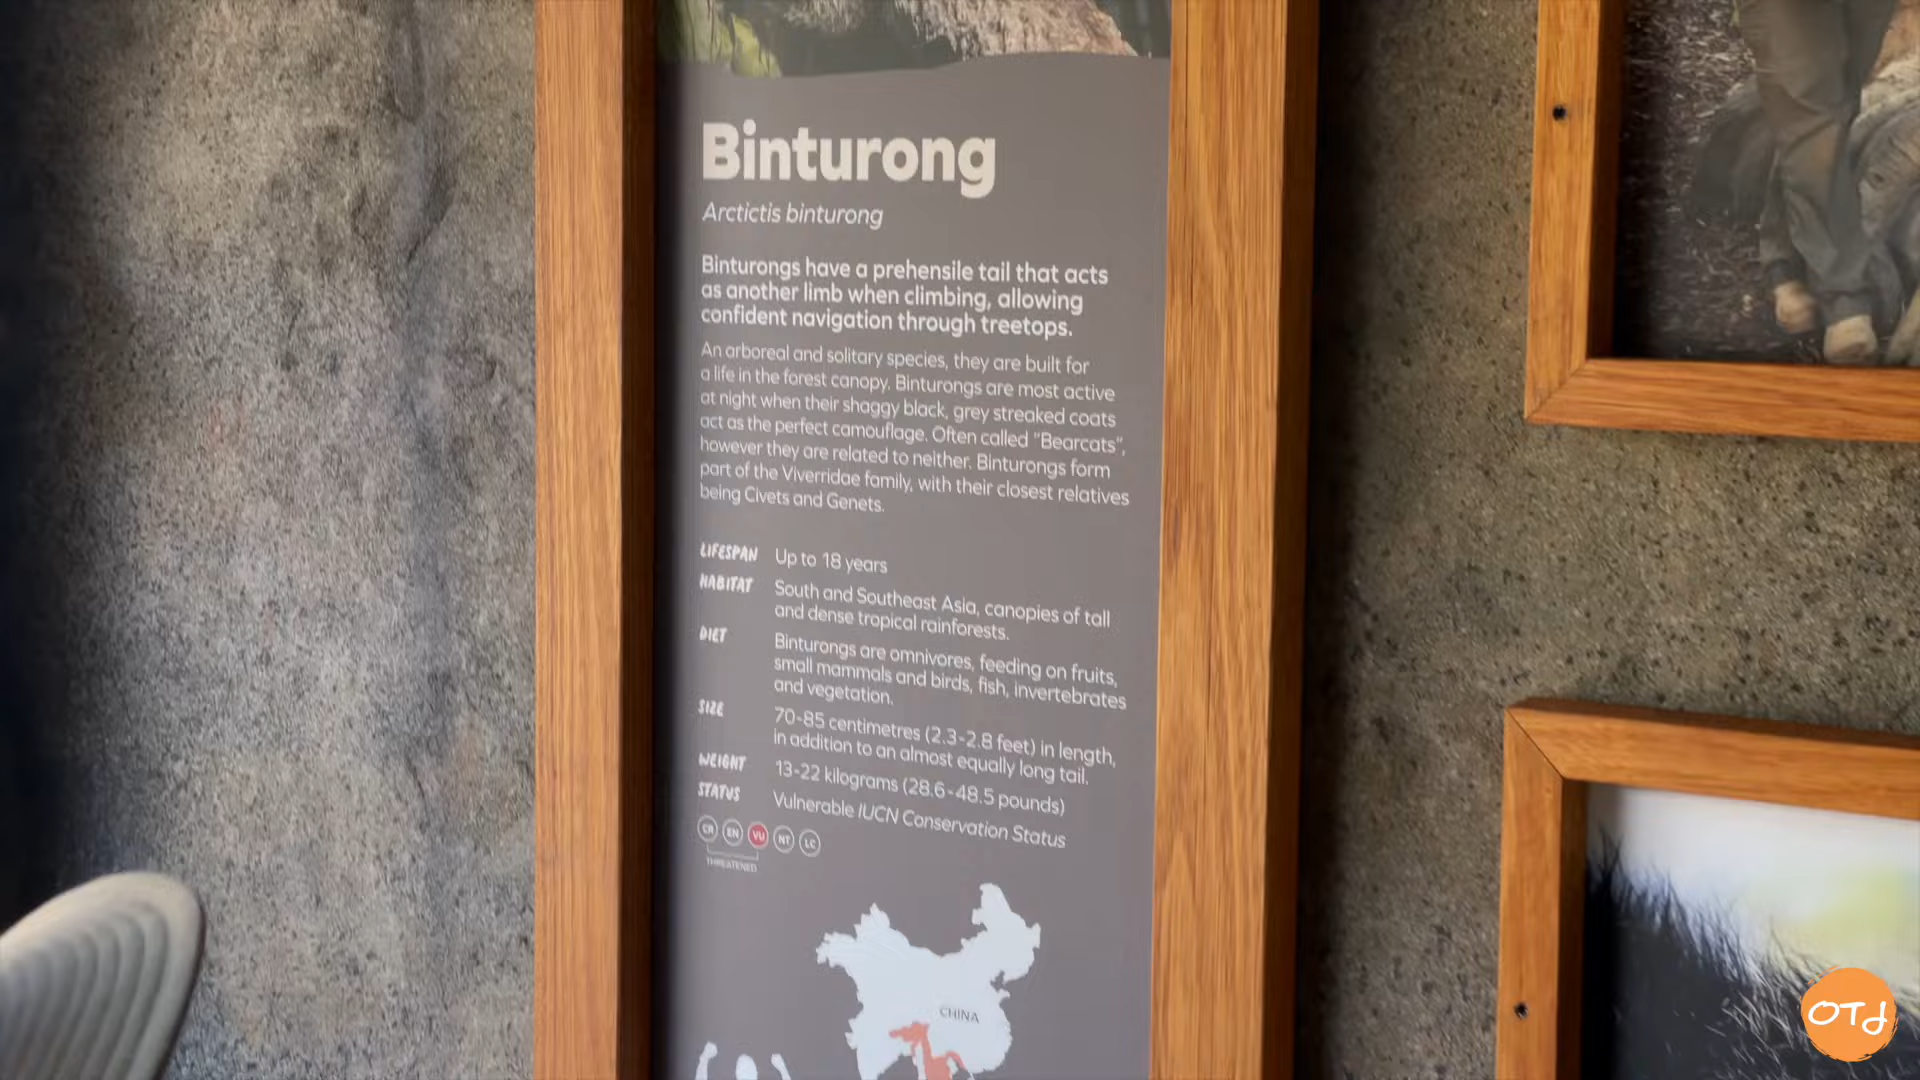 Binturong
Arctictis binturong
Binturongs have a prehensile tail that acts
as another limb when climbing, allowing
confident navigation through treetops.
An arboreal and solitary species, they are built for
a life in the forest canopy. Binturongs are most active
at night when their shaggy black, grey streaked coats
act as the perfect camouflage. Often called "Bearcats",
however they are related to neither. Binturongs form
part of the Viverridae family, with their closest relatives
being Civets and Genets.
LIFESPAN Up to 18 years
HABITAT South and Southeast Asia, canopies of tall
and dense tropical rainforests.
DIET Binturongs are omnivores, feeding on fruits,
small mammals and birds, fish, invertebrates
and vegetation.
SIZE 70-85 centimetres (2.3-2.8 feet) in length,
in addition to an almost equally long tail.
WEIGHT 13-22 kilograms (28.6-48.5 pounds)
STATUS Vulnerable IUCN Conservation Status
CR EN VU NT LC
THREATENED
CHINA
OTJ